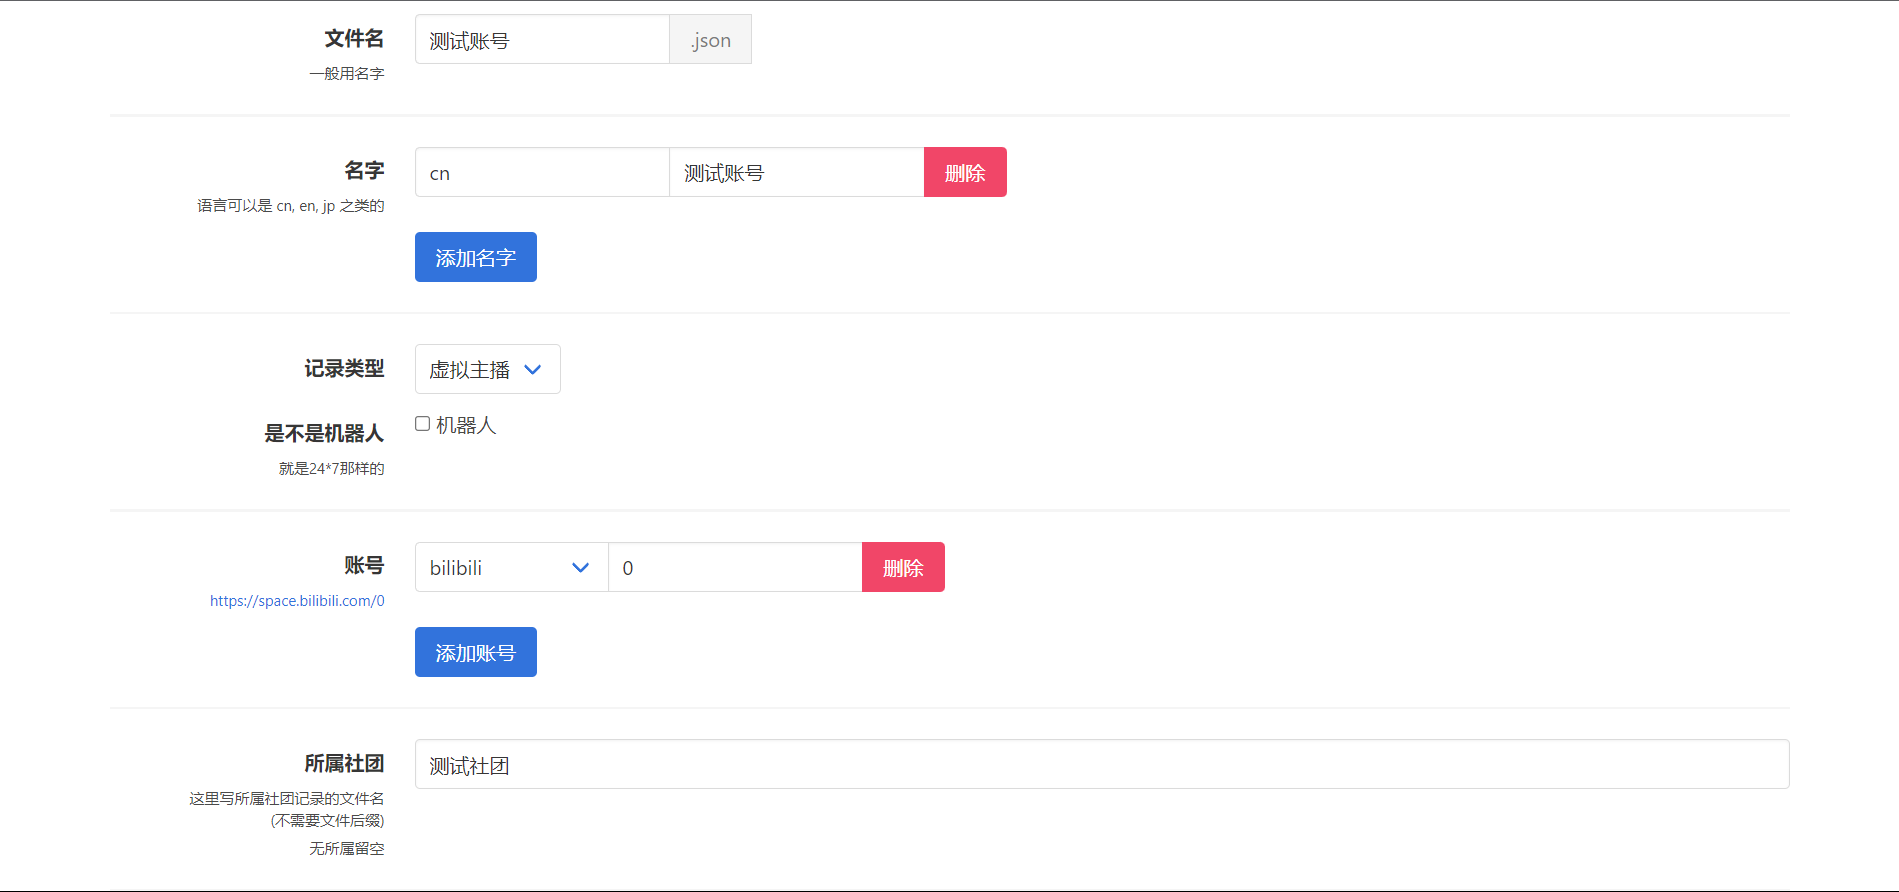 文件名
测试账号 .json
一般用名字
名字
cn 测试账号 删除
语言可以是 cn, en, jp 之类的
添加名字
记录类型
虚拟主播
是不是机器人
机器人
就是24*7那样的
账号
bilibili 0 删除
https://space.bilibili.com/0
添加账号
所属社团
测试社团
这里写所属社团记录的文件名
(不需要文件后缀)
无所属留空